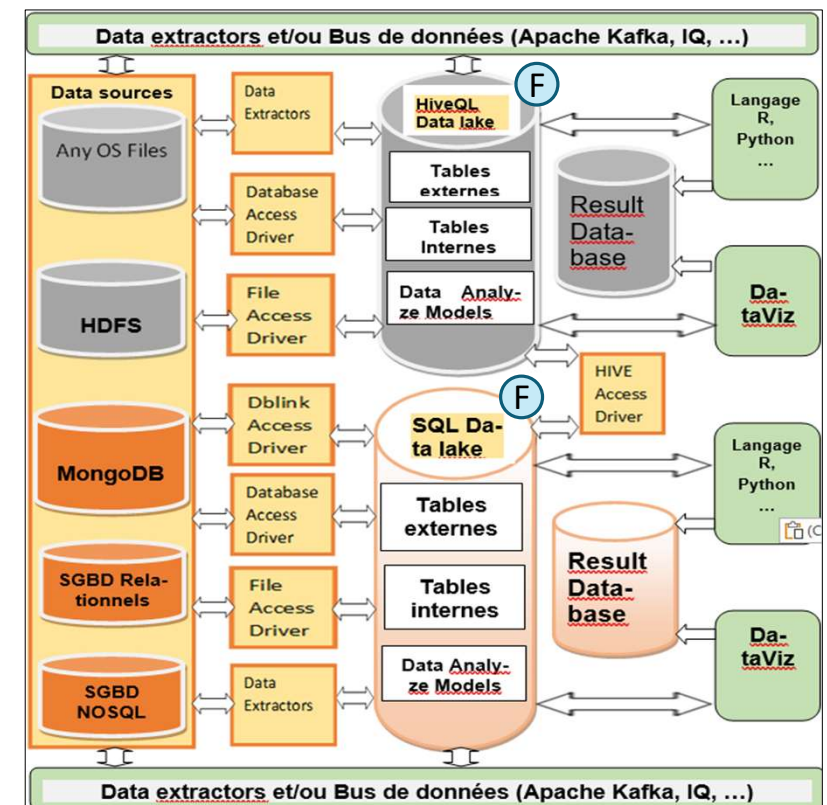 Data extractors et/ou Bus de données (Apache Kafka, IQ, …)
Data sources
Any OS Files
HDFS
MongoDB
SGBD Rela-
tionnels
SGBD
NOSQL
Data
Extractors
Database
Access
Driver
File
Access
Driver
Dblink
Access
Driver
Database
Access
Driver
File
Access
Driver
Data
Extractors
F
HiveQL
Data lake
Tables
externes
Tables
Internes
Data Analy-
ze Models
HIVE
Access
Driver
F
SQL Da-
ta lake
Tables
externes
Tables
internes
Data Analy-
ze Models
Langage
R,
Python
...
Result
Data-
base
Da-
taViz
Langage
R,
Python
...
(C
Result
Data-
base
Da-
taViz
Data extractors et/ou Bus de données (Apache Kafka, IQ, …)